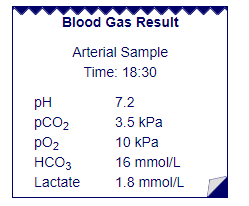 Blood Gas Result
Arterial Sample
Time: 18:30
pH 7.2
pCO₂ 3.5 kPa
pO₂ 10 kPa
HCO₃ 16 mmol/L
Lactate 1.8 mmol/L